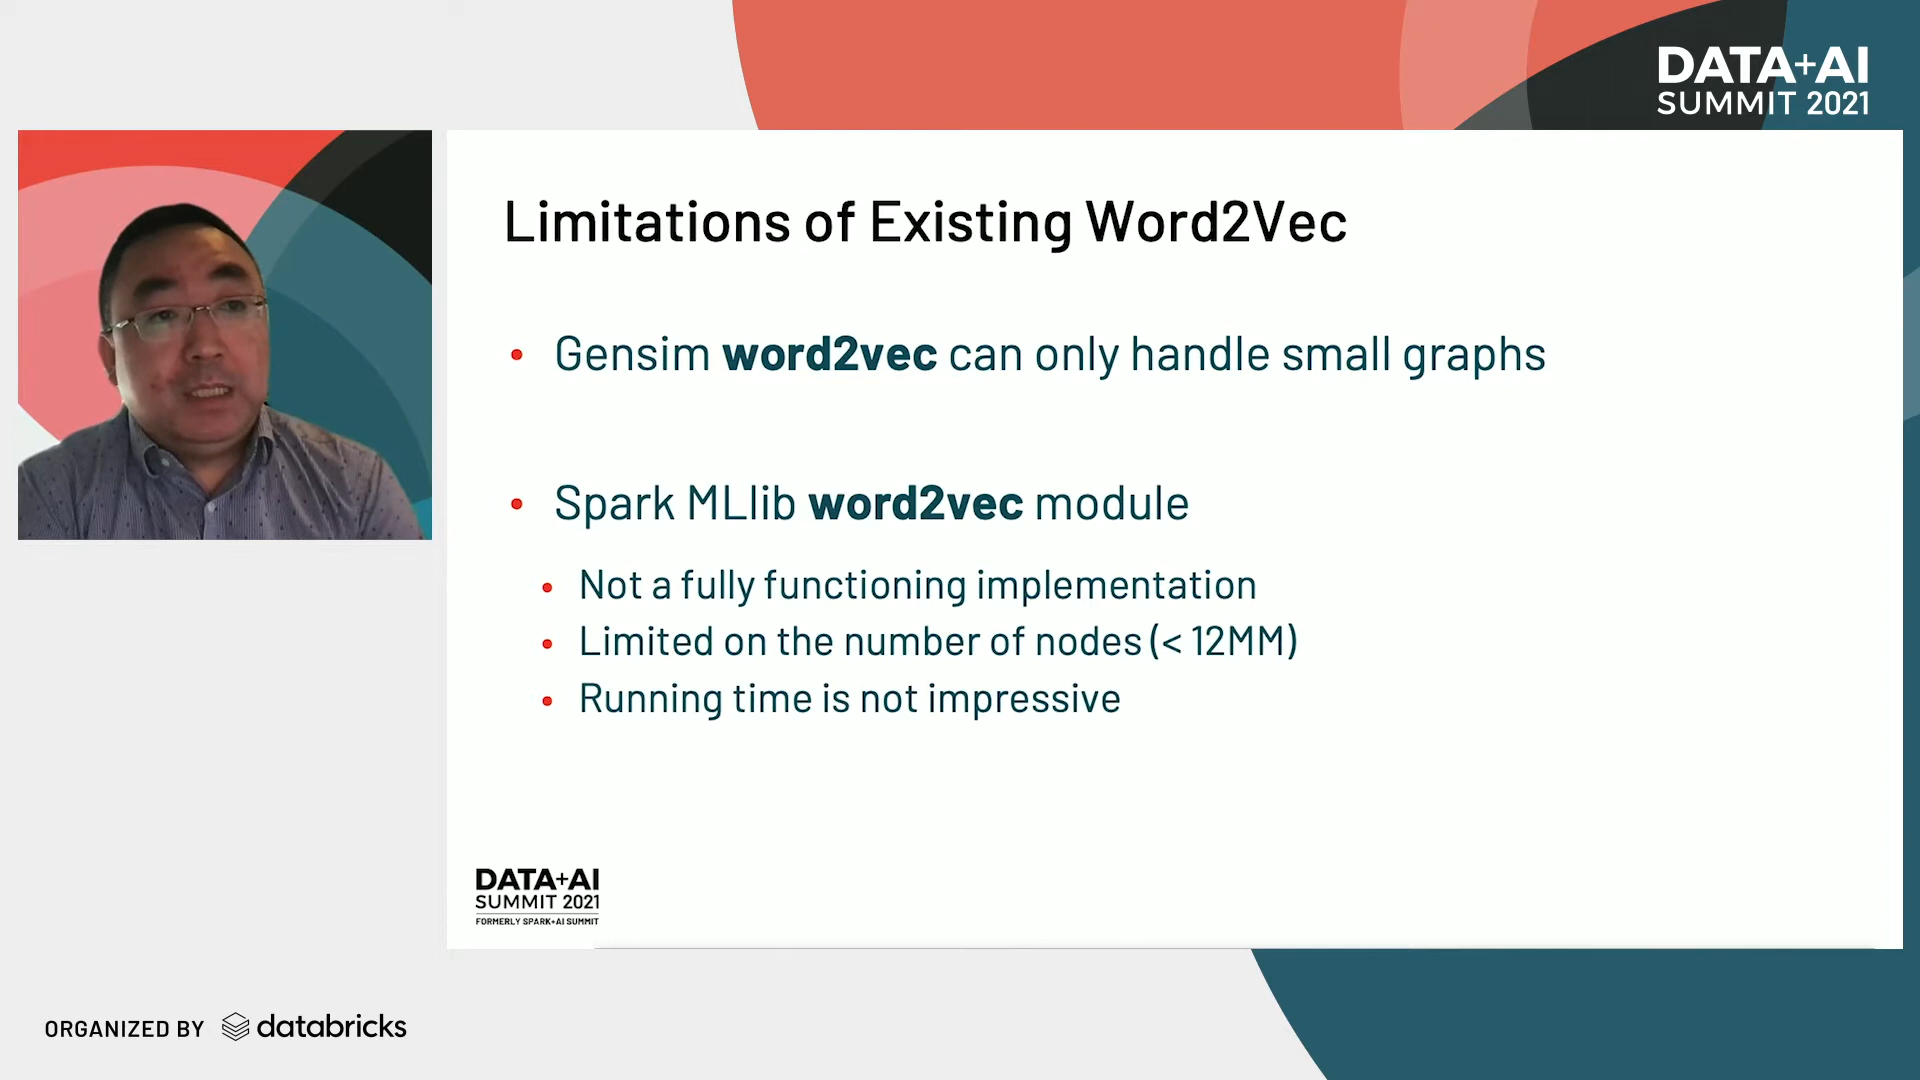 DATA+AI
SUMMIT 2021
Limitations of Existing Word2Vec
• Gensim word2vec can only handle small graphs
• Spark MLlib word2vec module
• Not a fully functioning implementation
• Limited on the number of nodes (< 12MM)
• Running time is not impressive
DATA+AI
SUMMIT 2021
FORMERLY SPARK+AI SUMMIT
ORGANIZED BY databricks